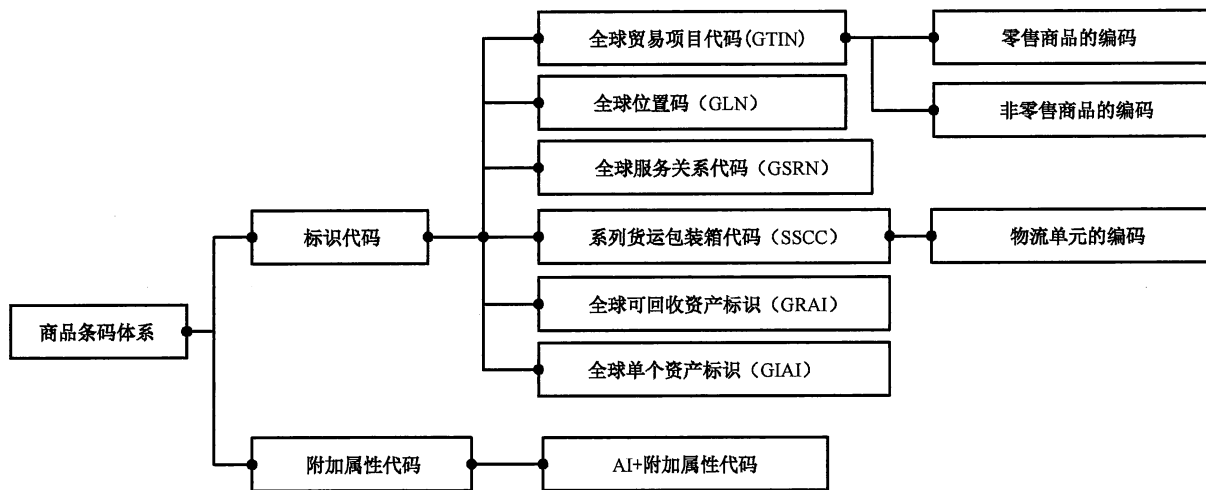 全球贸易项目代码(GTIN)
零售商品的编码
全球位置码（GLN）
非零售商品的编码
全球服务关系代码（GSRN）
标识代码
系列货运包装箱代码（SSCC）
物流单元的编码
全球可回收资产标识（GRAI）
商品条码体系
全球单个资产标识（GIAI）
附加属性代码
AI+附加属性代码